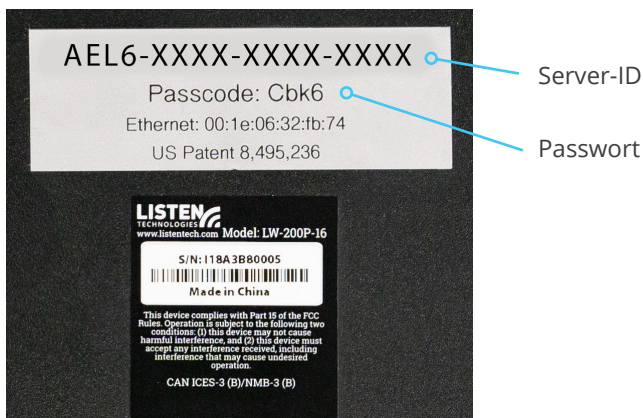 AEL6-XXXX-XXXX-XXXX
Server-ID
Passcode: Cbk6
Passwort
Ethernet: 00:1e:06:32:fb:74
US Patent 8,495,236
LISTEN
TECHNOLOGIES
www.listentech.com Model: LW-200P-16
S/N: I18A3B80005
Made in China
This device complies with Part 15 of the FCC
Rules. Operation is subject to the following two
conditions: (1) this device may not cause
harmful interference, and (2) this device must
accept any interference received, including
interference that may cause undesired
operation.
CAN ICES-3 (B)/NMB-3 (B)